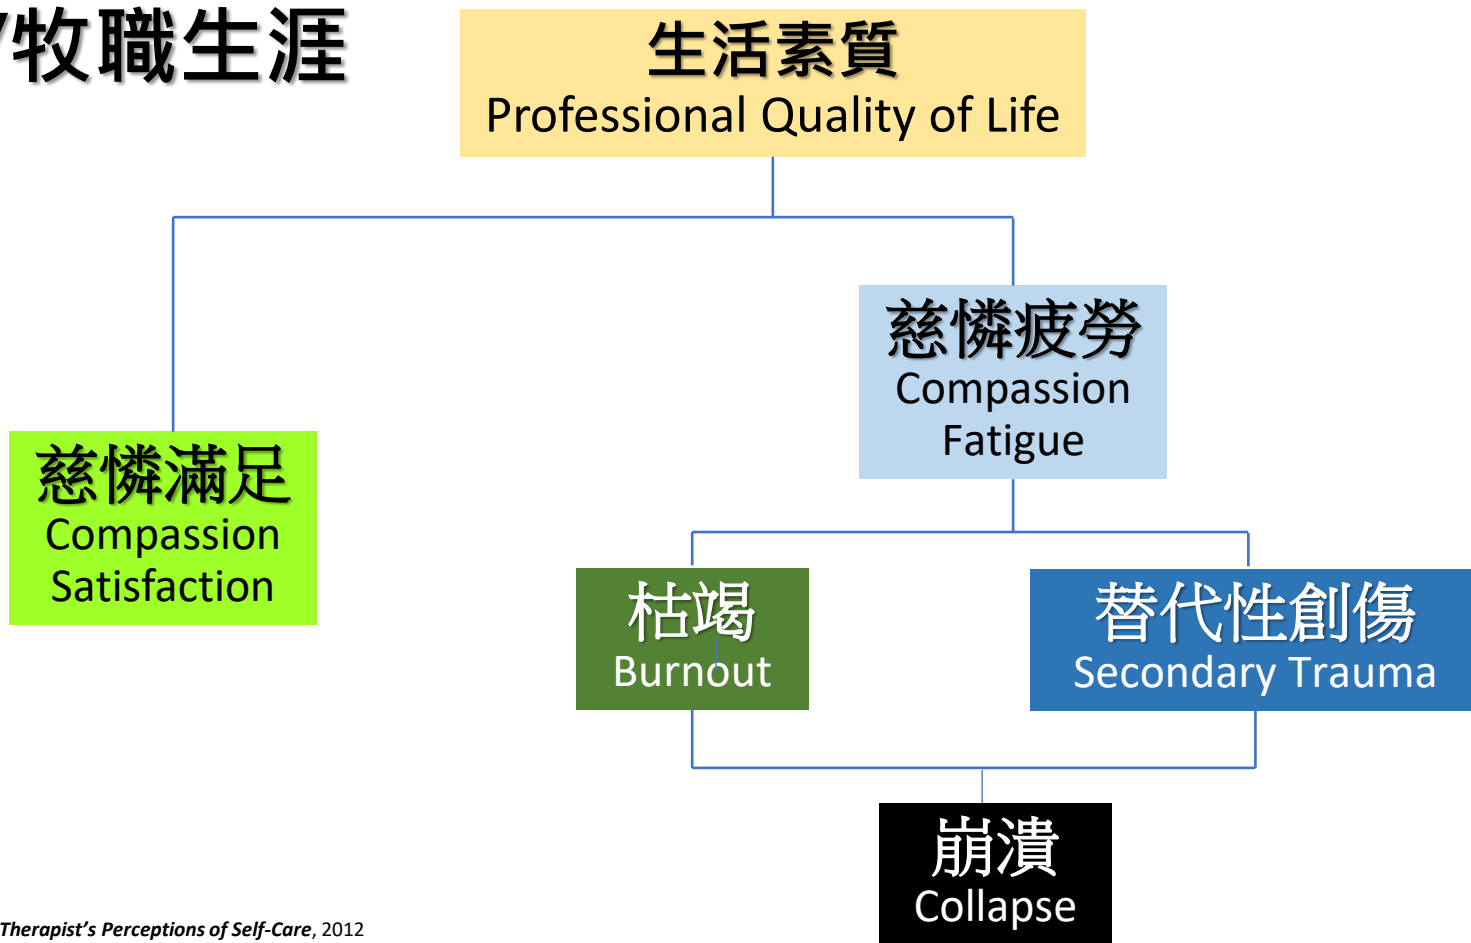 /牧職生涯
生活素質
Professional Quality of Life
慈憐疲勞
Compassion
Fatigue
慈憐滿足
Compassion
Satisfaction
枯竭
Burnout
替代性創傷
Secondary Trauma
崩潰
Collapse
Therapist's Perceptions of Self-Care, 2012